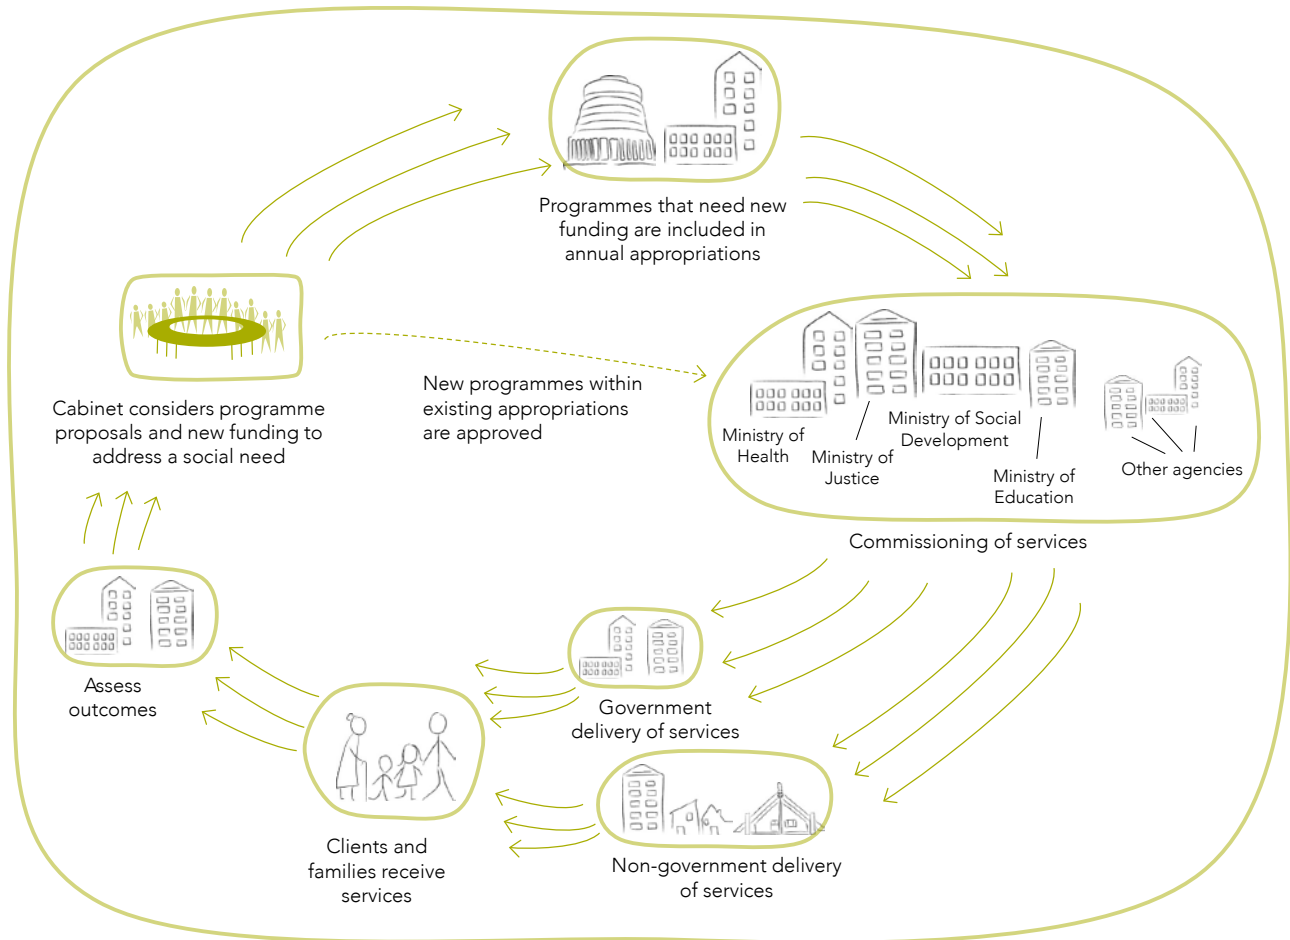 Programmes that need new
funding are included in
annual appropriations
Cabinet considers programme
proposals and new funding to
address a social need
New programmes within
existing appropriations
are approved
Ministry of
Health
Ministry of
Justice
Ministry of Social
Development
Ministry of
Education
Other agencies
Commissioning of services
Government
delivery of services
Non-government delivery
of services
Clients and
families receive
services
Assess
outcomes